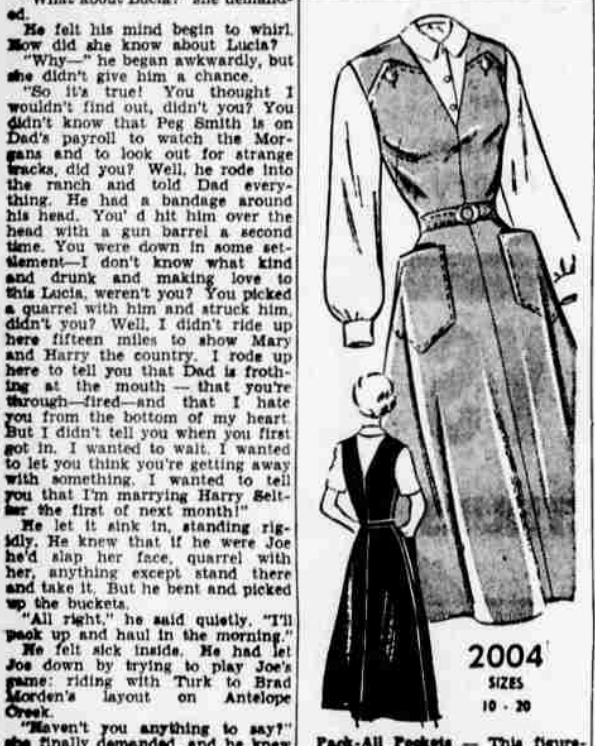 "What about Lucia?" she demand-
ed.
He felt his mind begin to whirl.
How did she know about Lucia?
"Why—" he began awkwardly, but
she didn't give him a chance.
"So it's true! You thought I
wouldn't find out, didn't you? You
didn't know that Peg Smith is on
Dad's payroll to watch the Mor-
gans and to look out for strange
tracks, did you? Well, he rode into
the ranch and told Dad every-
thing. He had a bandage around
his head. You' d hit him over the
head with a gun barrel a second
time. You were down in some set-
tlement—I don't know what kind
and drunk and making love to
this Lucia, weren't you? You picked
a quarrel with him and struck him,
didn't you? Well, I didn't ride up
here fifteen miles to show Mary
and Harry the country. I rode up
here to tell you that Dad is froth-
ing at the mouth — that you're
through—fired—and that I hate
you from the bottom of my heart.
But I didn't tell you when you first
got in. I wanted to wait. I wanted
to let you think you're getting away
with something. I wanted to tell
you that I'm marrying Harry Selt-
zer the first of next month!"
He let it sink in, standing rig-
idly. He knew that if he were Joe
he'd slap her face, quarrel with
her, anything except stand there
and take it. But he bent and picked
up the buckets.
"All right," he said quietly. "I'll
pack up and haul in the morning."
He felt sick inside. He had let
Joe down by trying to play Joe's
game: riding with Turk to Brad
Morden's layout on Antelope
Creek.
"Haven't you anything to say?"
she finally demanded, and he knew
2004
SIZES
10 - 20
Pack-All Pockets — This figure-